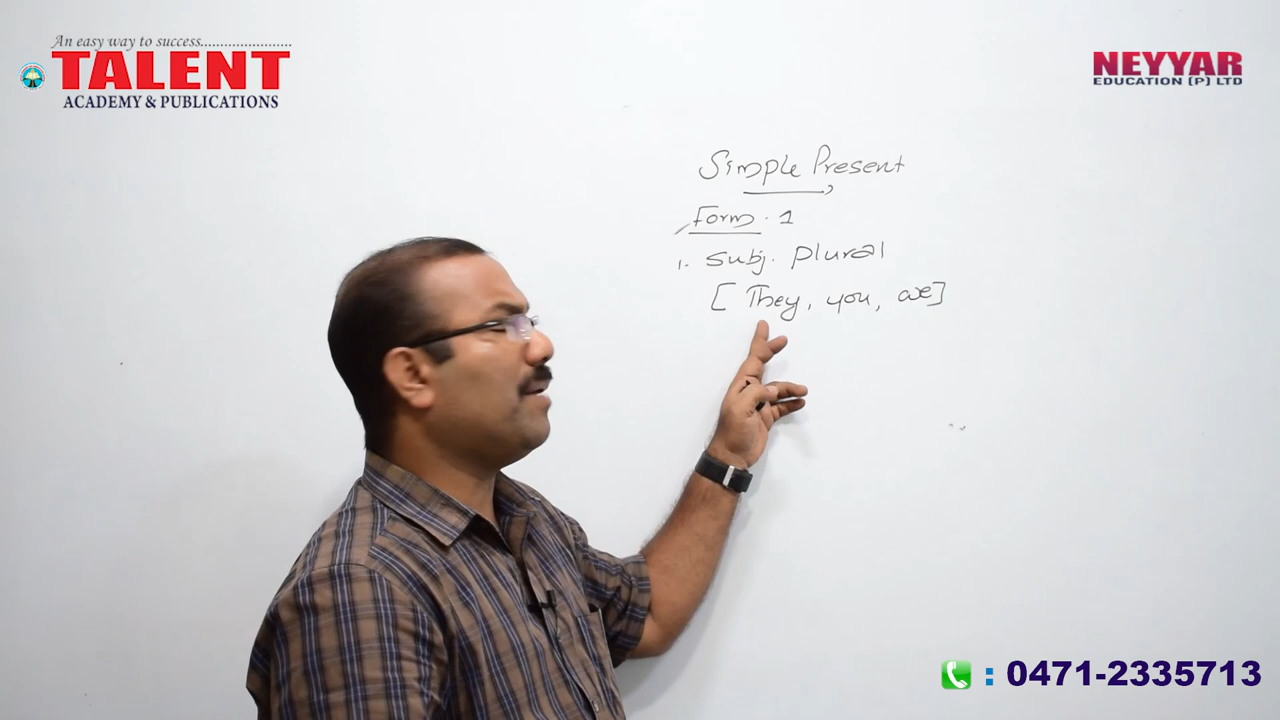 An easy way to success.......................
TALENT
ACADEMY & PUBLICATIONS
NEYYAR
EDUCATION (P) LTD
Simple Present
Form. 1
1. Subj. Plural
[They, you, we]
: 0471-2335713